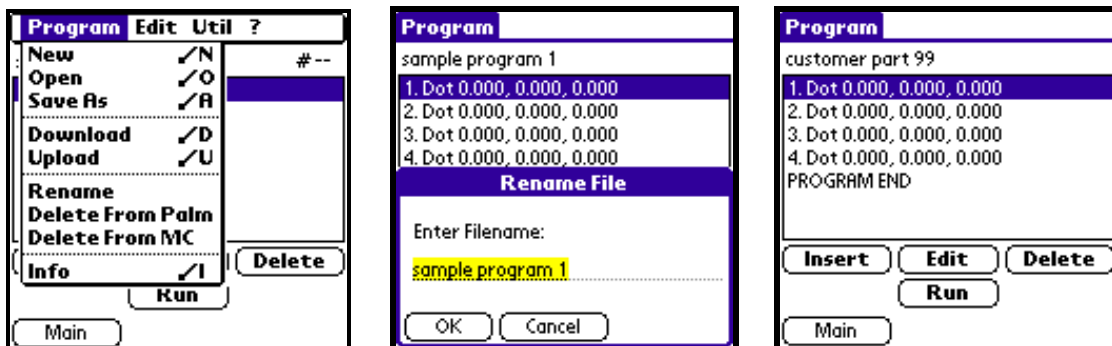 Program Edit Util ?
New /N
#--
Open /O
Save As /A
Download /D
Upload /U
Rename
Delete From Palm
Delete From MC
Info /I
Delete
Run
Main
Program
sample program 1
1. Dot 0.000, 0.000, 0.000
2. Dot 0.000, 0.000, 0.000
3. Dot 0.000, 0.000, 0.000
4. Dot 0.000, 0.000, 0.000
Rename File
Enter Filename:
sample program 1
OK Cancel
Program
customer part 99
1. Dot 0.000, 0.000, 0.000
2. Dot 0.000, 0.000, 0.000
3. Dot 0.000, 0.000, 0.000
4. Dot 0.000, 0.000, 0.000
PROGRAM END
Insert Edit Delete
Run
Main